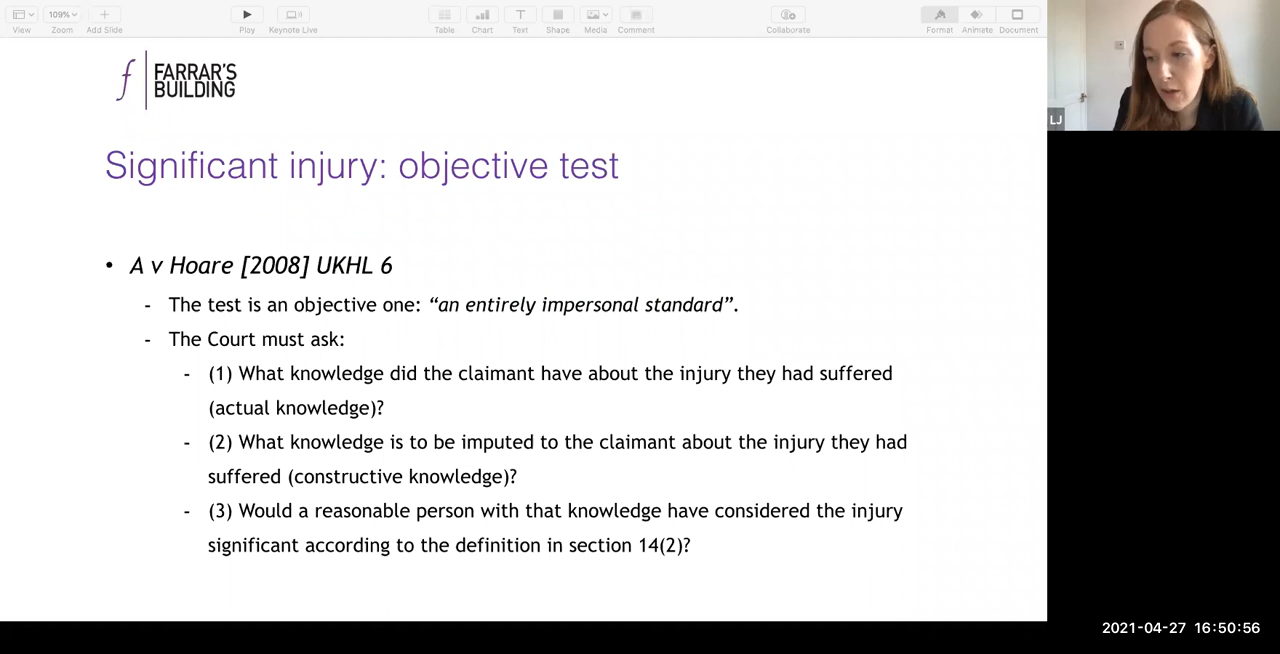 109%
View
Zoom
Add Slide
Play
Keynote Live
Table
Chart
Text
Shape
Media
Comment
Collaborate
Format
Animate
Document
f
FARRAR'S
BUILDING
LJ
Significant injury: objective test
• A v Hoare [2008] UKHL 6
- The test is an objective one: “an entirely impersonal standard”.
- The Court must ask:
- (1) What knowledge did the claimant have about the injury they had suffered
(actual knowledge)?
- (2) What knowledge is to be imputed to the claimant about the injury they had
suffered (constructive knowledge)?
- (3) Would a reasonable person with that knowledge have considered the injury
significant according to the definition in section 14(2)?
2021-04-27 16:50:56